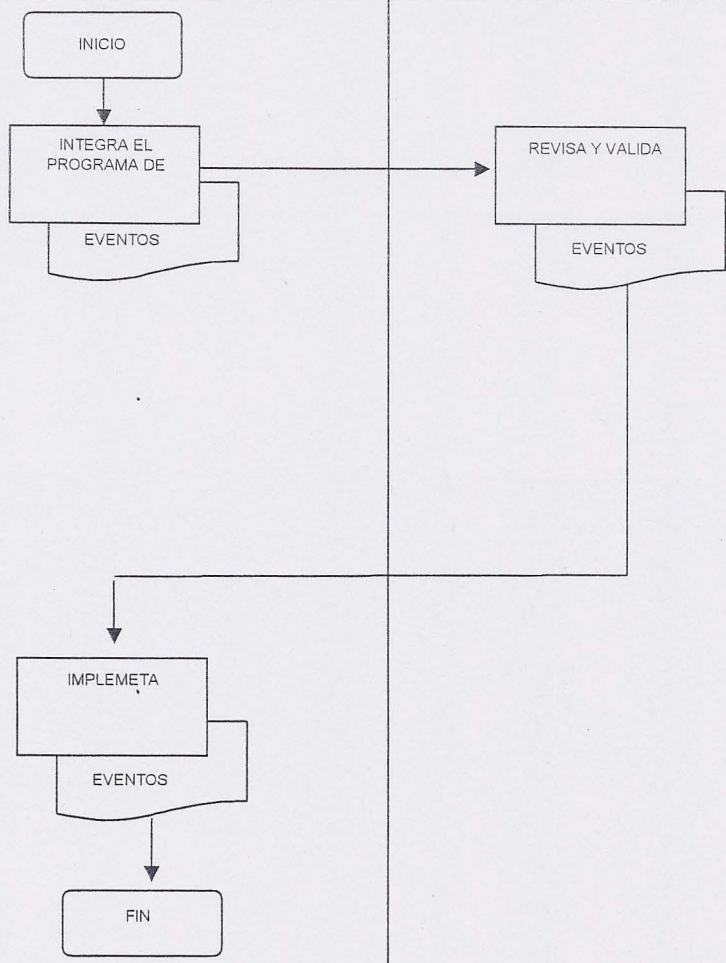 INICIO
INTEGRA EL
PROGRAMA DE
EVENTOS
REVISA Y VALIDA
EVENTOS
IMPLEMETA
EVENTOS
FIN